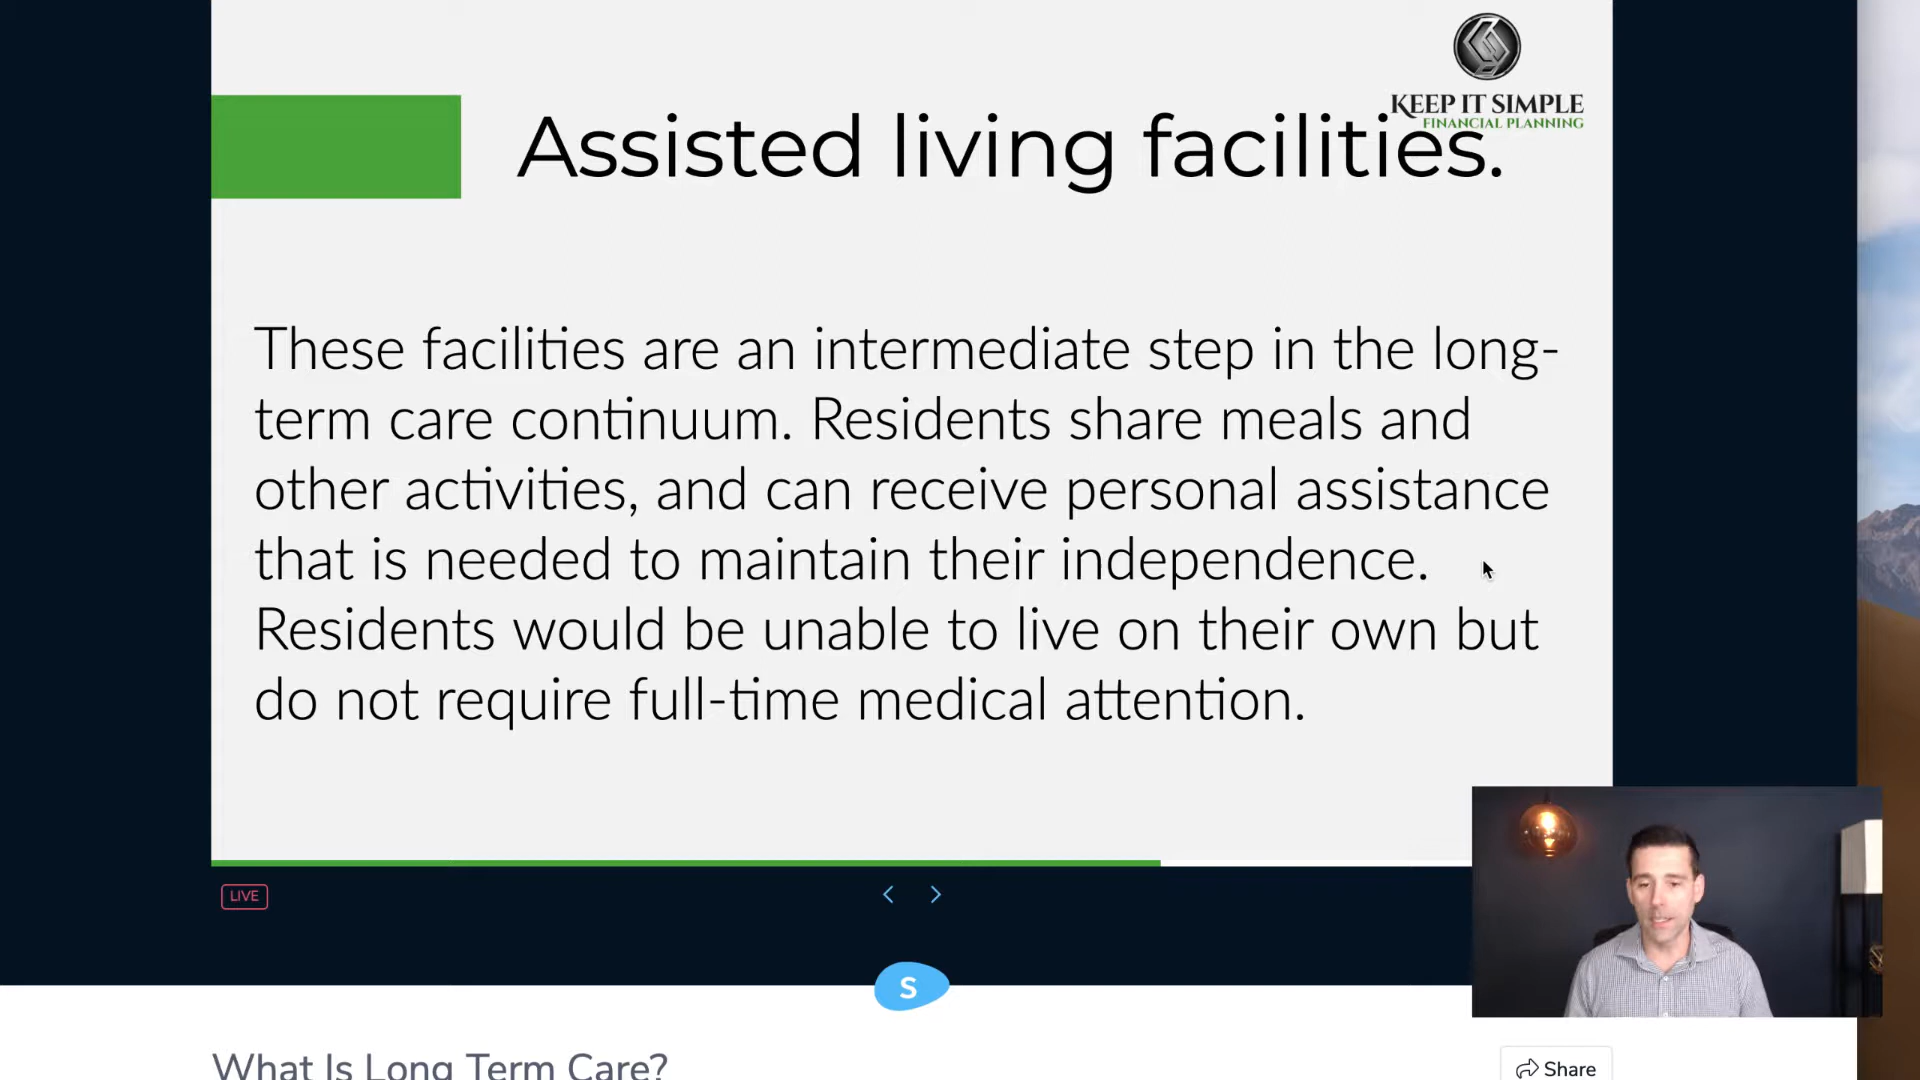 KEEP IT SIMPLE
FINANCIAL PLANNING
Assisted living facilities.
These facilities are an intermediate step in the long-
term care continuum. Residents share meals and
other activities, and can receive personal assistance
that is needed to maintain their independence.
Residents would be unable to live on their own but
do not require full-time medical attention.
LIVE
S
What Is Long Term Care?
Share